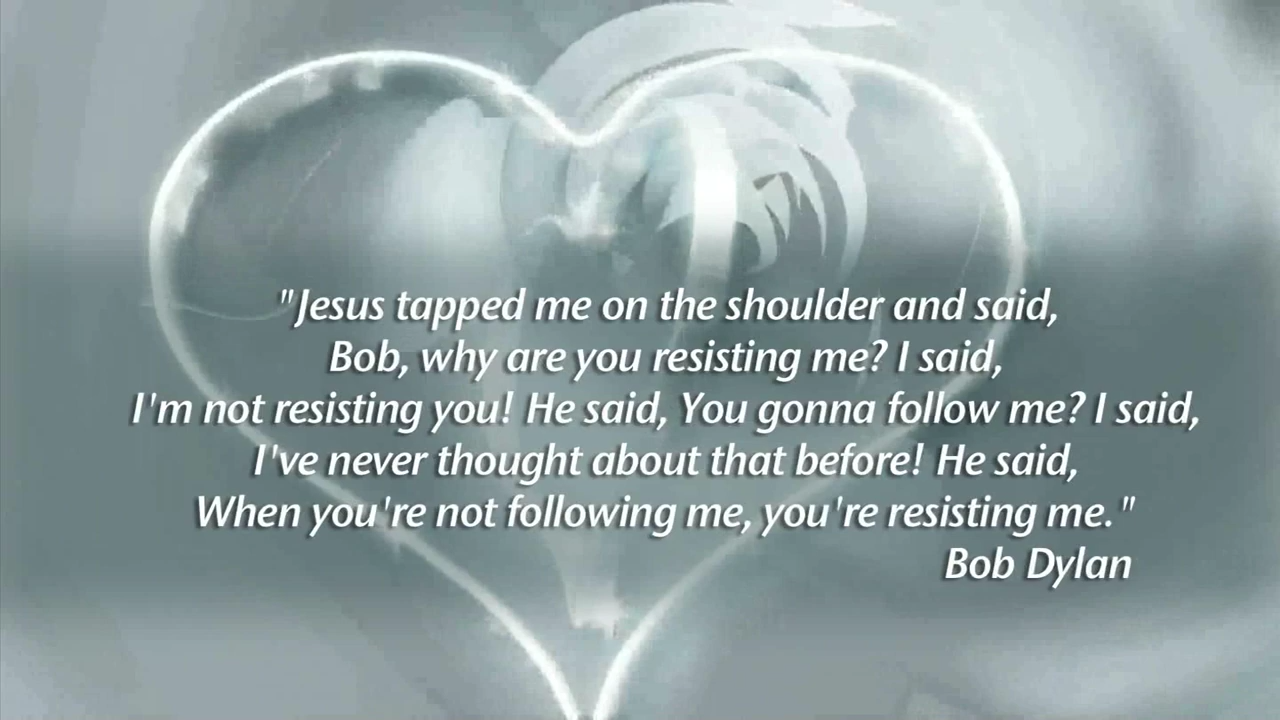 "Jesus tapped me on the shoulder and said,
Bob, why are you resisting me? I said,
I'm not resisting you! He said, You gonna follow me? I said,
I've never thought about that before! He said,
When you're not following me, you're resisting me."
Bob Dylan